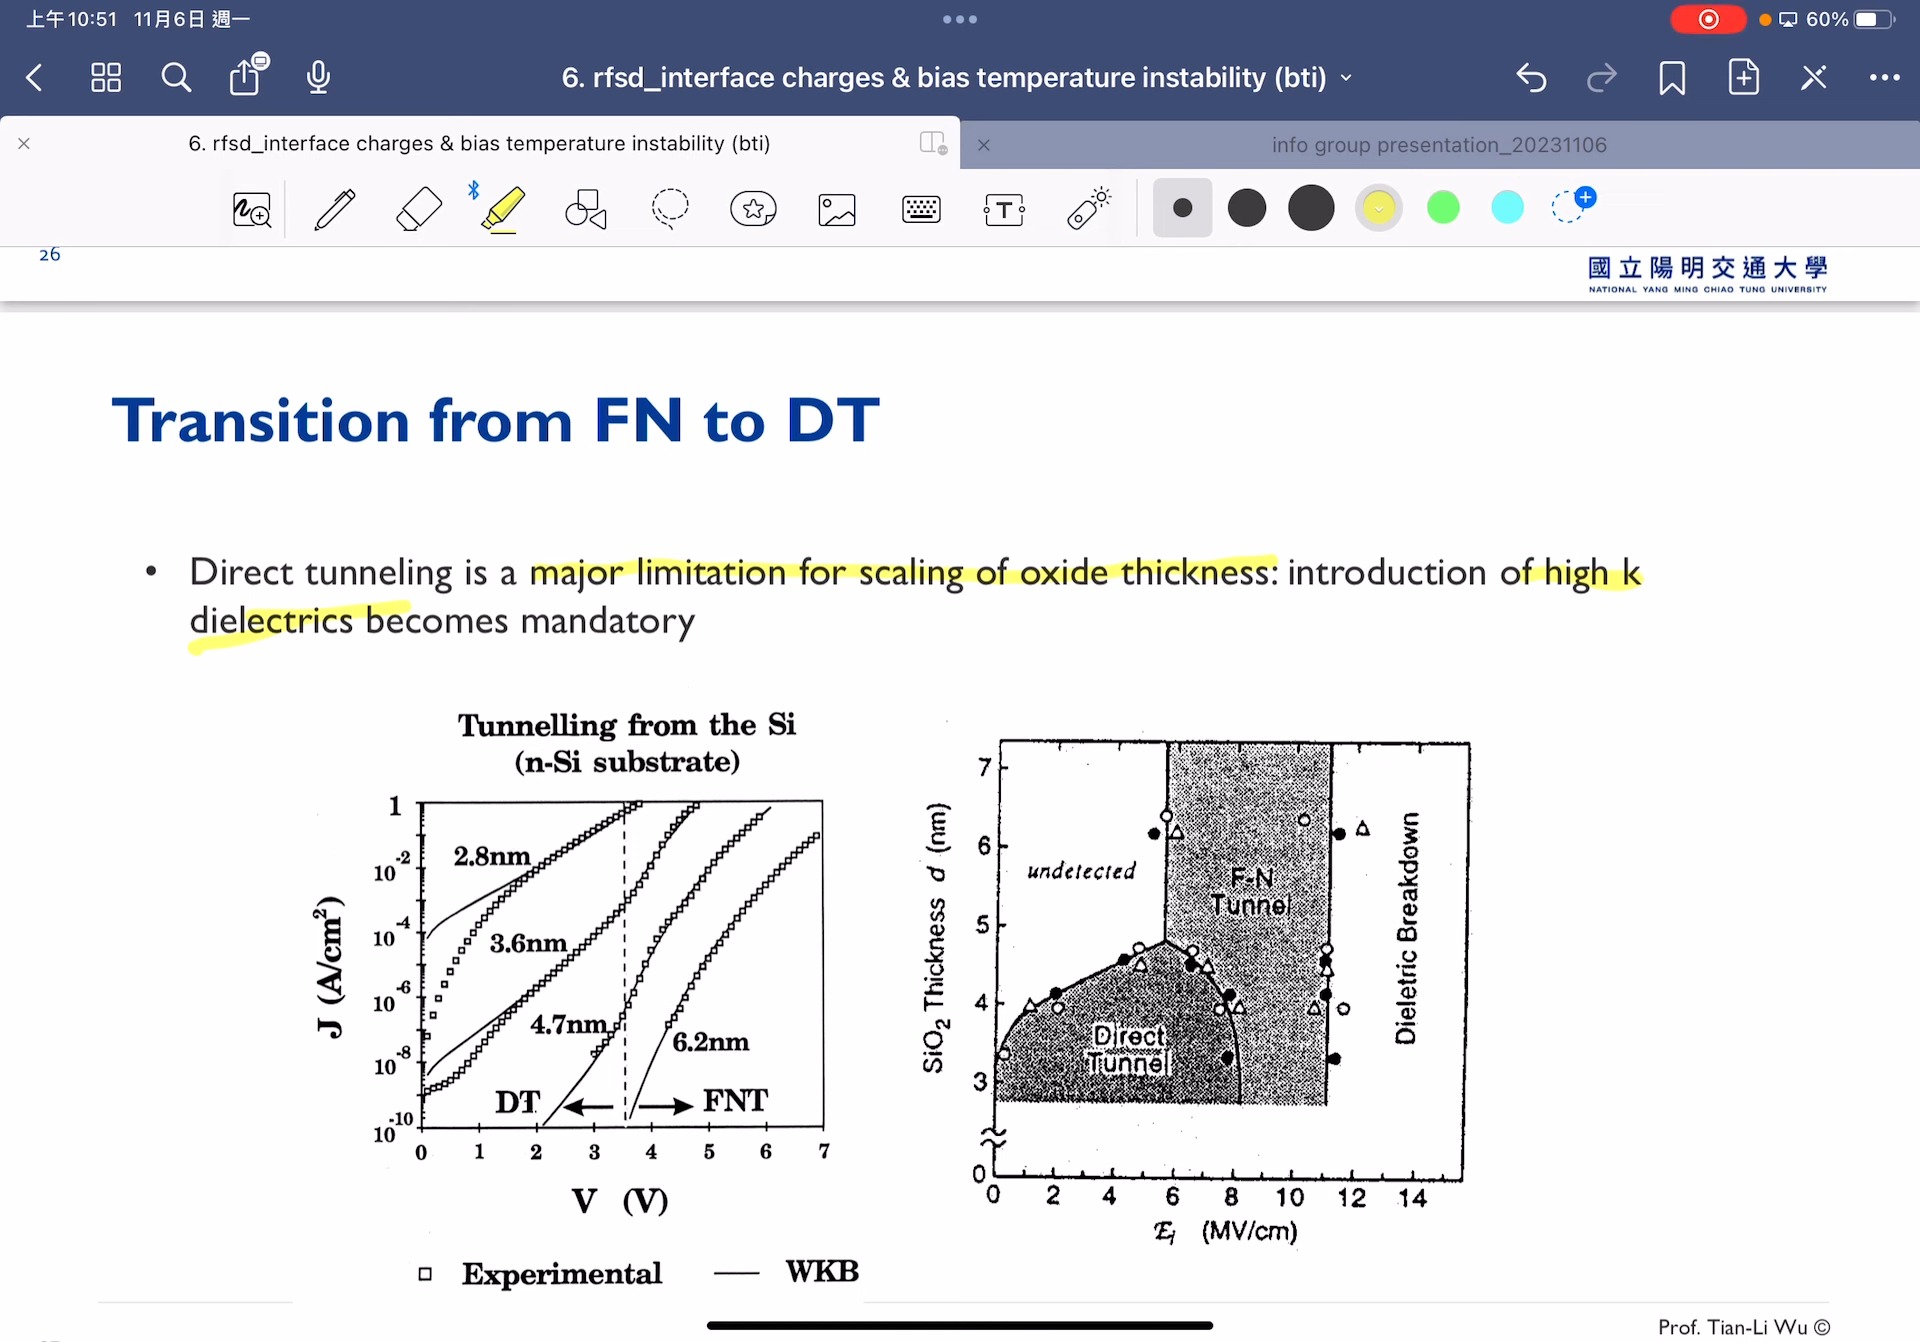 上午10:51 11月6日 週一
60%
6. rfsd_interface charges & bias temperature instability (bti)
6. rfsd_interface charges & bias temperature instability (bti)
info group presentation_20231106
26
國立陽明交通大學
NATIONAL YANG MING CHIAO TUNG UNIVERSITY
Transition from FN to DT
• Direct tunneling is a major limitation for scaling of oxide thickness: introduction of high k
dielectrics becomes mandatory
Tunnelling from the Si
(n-Si substrate)
J (A/cm²)
1
10⁻²
10⁻⁴
10⁻⁶
10⁻⁸
10⁻¹⁰
2.8nm
3.6nm
4.7nm
6.2nm
DT
FNT
0 1 2 3 4 5 6 7
V (V)
Experimental
WKB
SiO₂ Thickness d (nm)
7
6
5
4
3
0
undetected
F-N
Tunnel
Direct
Tunnel
Dieletric Breakdown
0 2 4 6 8 10 12 14
(MV/cm)
Prof. Tian-Li Wu ©